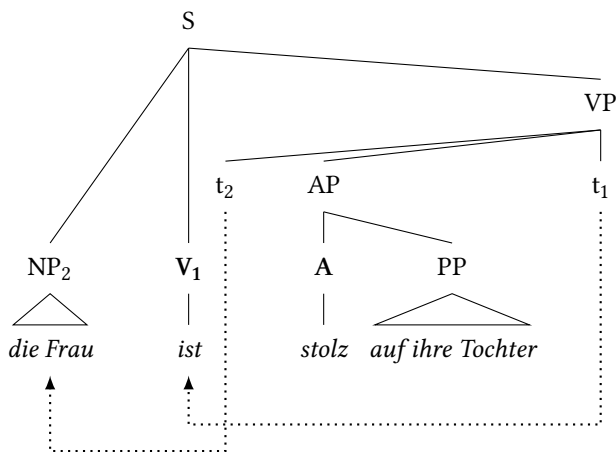 S
VP
t₂ AP t₁
NP₂ V₁ A PP
die Frau ist stolz auf ihre Tochter